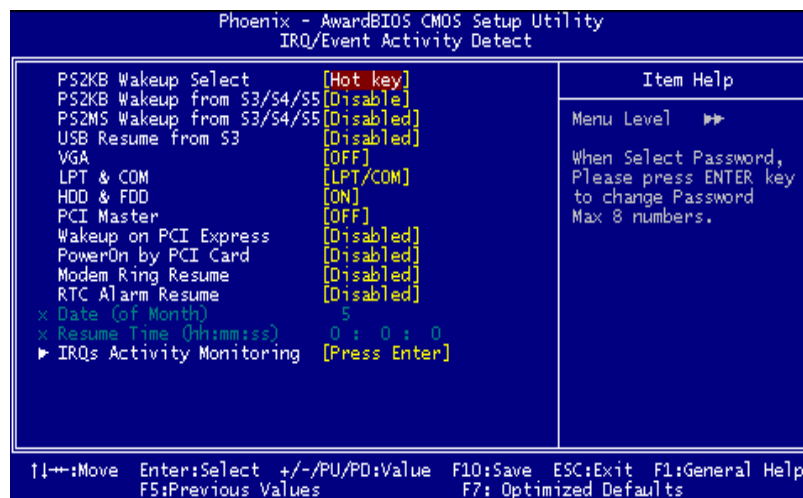 Phoenix - AwardBIOS CMOS Setup Utility
IRQ/Event Activity Detect
PS2KB Wakeup Select [Hot key]
PS2KB Wakeup from S3/S4/S5[Disable]
PS2MS Wakeup from S3/S4/S5[Disabled]
USB Resume from S3 [Disabled]
VGA [OFF]
LPT & COM [LPT/COM]
HDD & FDD [ON]
PCI Master [OFF]
Wakeup on PCI Express [Disabled]
PowerOn by PCI Card [Disabled]
Modem Ring Resume [Disabled]
RTC Alarm Resume [Disabled]
x Date (of Month) 5
x Resume Time (hh:mm:ss) 0 : 0 : 0
► IRQs Activity Monitoring [Press Enter]
Item Help
Menu Level ►►
When Select Password,
Please press ENTER key
to change Password
Max 8 numbers.
↑↓→←:Move Enter:Select +/-/PU/PD:Value F10:Save ESC:Exit F1:General Help
F5:Previous Values F7: Optimized Defaults